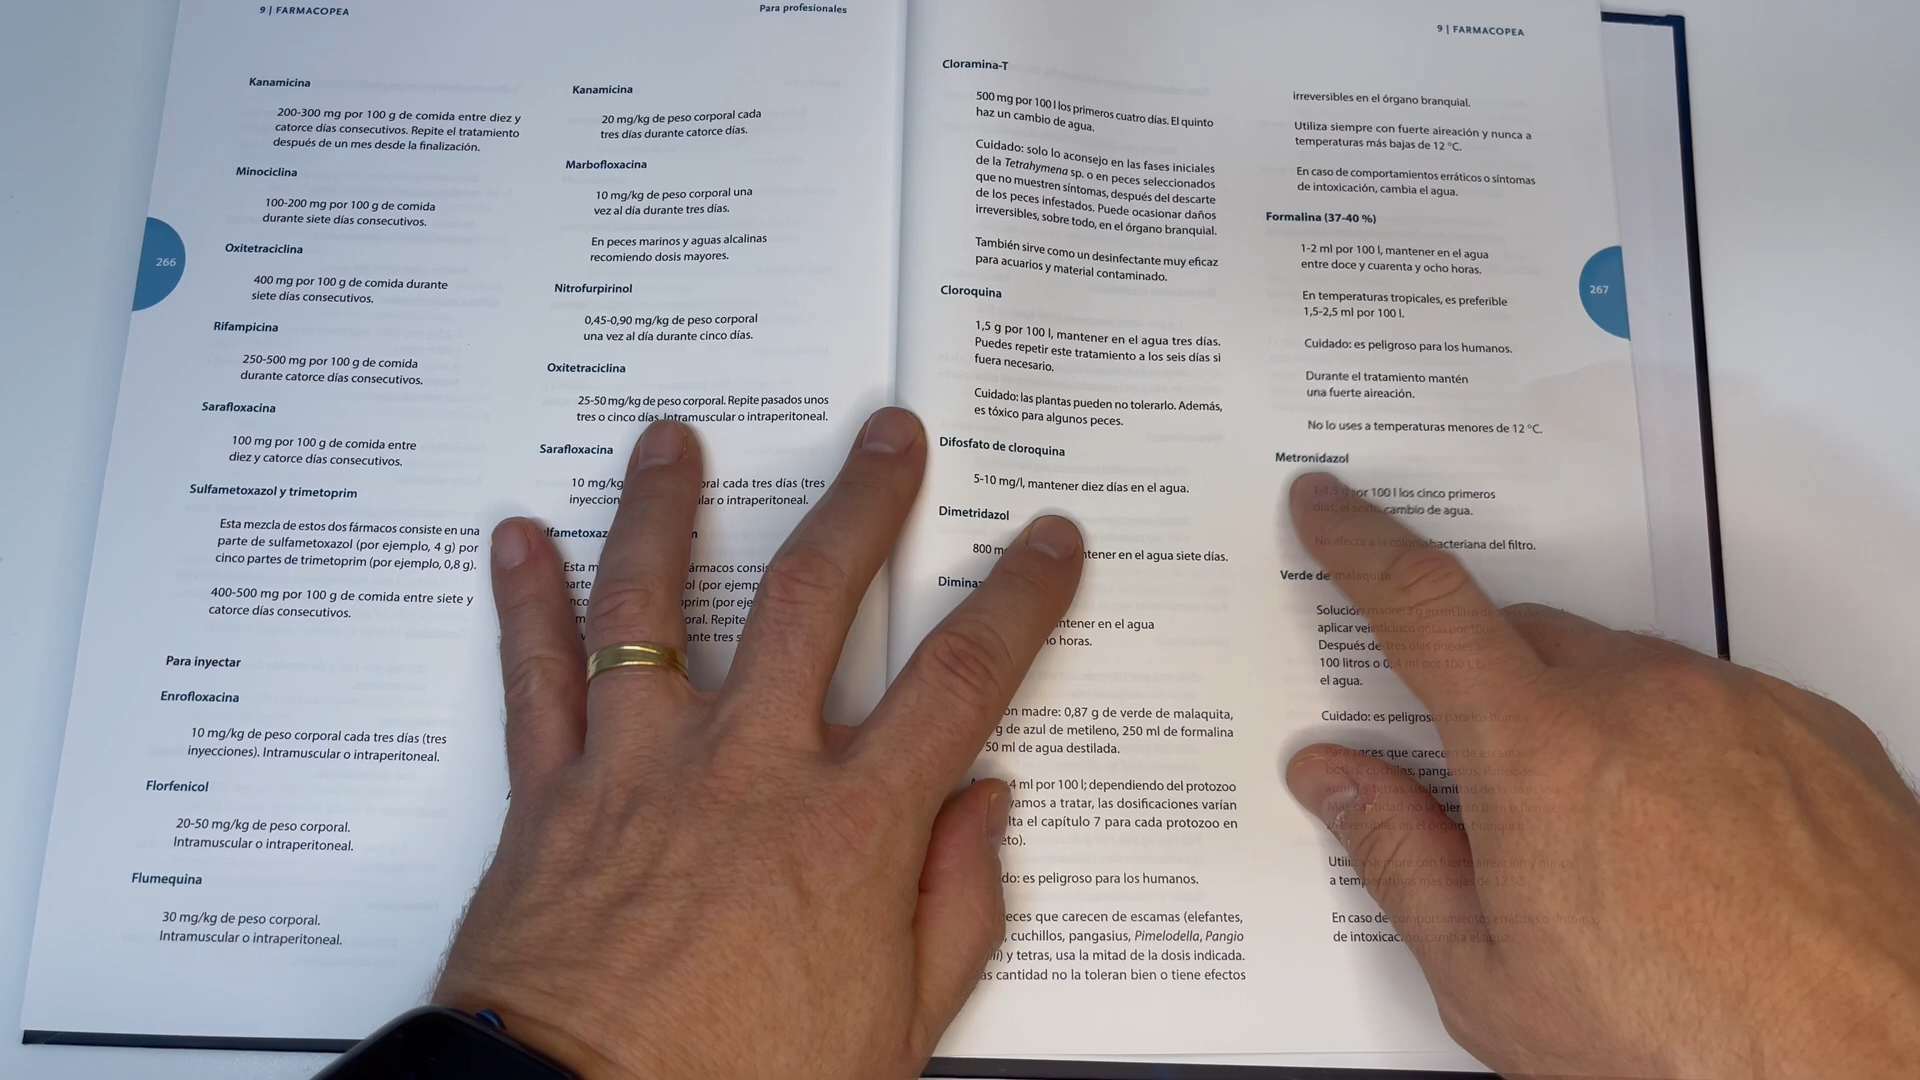 9 | FARMACOPEA
Kanamicina
200-300 mg por 100 g de comida entre diez y
catorce días consecutivos. Repite el tratamiento
después de un mes desde la finalización.
Minociclina
100-200 mg por 100 g de comida
durante siete días consecutivos.
Oxitetraciclina
400 mg por 100 g de comida durante
siete días consecutivos.
Rifampicina
250-500 mg por 100 g de comida
durante catorce días consecutivos.
Sarafloxacina
100 mg por 100 g de comida entre
diez y catorce días consecutivos.
Sulfametoxazol y trimetoprim
Esta mezcla de estos dos fármacos consiste en una
parte de sulfametoxazol (por ejemplo, 4 g) por
cinco partes de trimetoprim (por ejemplo, 0,8 g).
400-500 mg por 100 g de comida entre siete y
catorce días consecutivos.
Para inyectar
Enrofloxacina
10 mg/kg de peso corporal cada tres días (tres
inyecciones). Intramuscular o intraperitoneal.
Florfenicol
20-50 mg/kg de peso corporal.
Intramuscular o intraperitoneal.
Flumequina
30 mg/kg de peso corporal.
Intramuscular o intraperitoneal.
266
Para profesionales
Kanamicina
20 mg/kg de peso corporal cada
tres días durante catorce días.
Marbofloxacina
10 mg/kg de peso corporal una
vez al día durante tres días.
En peces marinos y aguas alcalinas
recomiendo dosis mayores.
Nitrofurpirinol
0,45-0,90 mg/kg de peso corporal
una vez al día durante cinco días.
Oxitetraciclina
25-50 mg/kg de peso corporal. Repite pasados unos
tres o cinco días. Intramuscular o intraperitoneal.
Sarafloxacina
10 mg/kg cada tres días (tres
o intraperitoneal.
Esta
9 | FARMACOPEA
Cloramina-T
500 mg por 100 l los primeros cuatro días. El quinto
haz un cambio de agua.
Cuidado: solo lo aconsejo en las fases iniciales
de la Tetrahymena sp. o en peces seleccionados
que no muestren síntomas, después del descarte
de los peces infestados. Puede ocasionar daños
irreversibles, sobre todo, en el órgano branquial.
También sirve como un desinfectante muy eficaz
para acuarios y material contaminado.
Cloroquina
1,5 g por 100 l, mantener en el agua tres días.
Puedes repetir este tratamiento a los seis días si
fuera necesario.
Cuidado: las plantas pueden no tolerarlo. Además,
es tóxico para algunos peces.
Difosfato de cloroquina
5-10 mg/l, mantener diez días en el agua.
Dimetridazol
800 en el agua siete días.
en el agua
horas.
madre: 0,87 g de verde de malaquita,
g de azul de metileno, 250 ml de formalina
50 ml de agua destilada.
4 ml por 100 l; dependiendo del protozoo
vamos a tratar, las dosificaciones varían
el capítulo 7 para cada protozoo en
es peligroso para los humanos.
que carecen de escamas (elefantes,
cuchillos, pangasius, Pimelodella, Pangio
y tetras, usa la mitad de la dosis indicada.
cantidad no la toleran bien o tiene efectos
irreversibles en el órgano branquial.
Utiliza siempre con fuerte aireación y nunca a
temperaturas más bajas de 12 °C.
En caso de comportamientos erráticos o síntomas
de intoxicación, cambia el agua.
Formalina (37-40 %)
1-2 ml por 100 l, mantener en el agua
entre doce y cuarenta y ocho horas.
En temperaturas tropicales, es preferible
1,5-2,5 ml por 100 l.
Cuidado: es peligroso para los humanos.
Durante el tratamiento mantén
una fuerte aireación.
No lo uses a temperaturas menores de 12 °C.
Metronidazol
por 100 l los cinco primeros
días; el sexto, cambio de agua.
No afecta a la colonia bacteriana del filtro.
Verde de malaquita
Solución madre: 3 g en un litro de agua
aplicar veinticinco gotas por
Después de tres días puedes
100 litros o ml por 100 l
el agua.
Cuidado: es peligroso para los
Para peces que carecen de escamas
cuchillos, pangasius, Pimelodella,
y tetras, usa la mitad de la dosis
cantidad no la
irreversibles en el órgano branquial.
Utiliza siempre con fuerte aireación y nunca
a temperaturas más bajas de 12
En caso de comportamientos erráticos o
de intoxicación, cambia el agua.
267